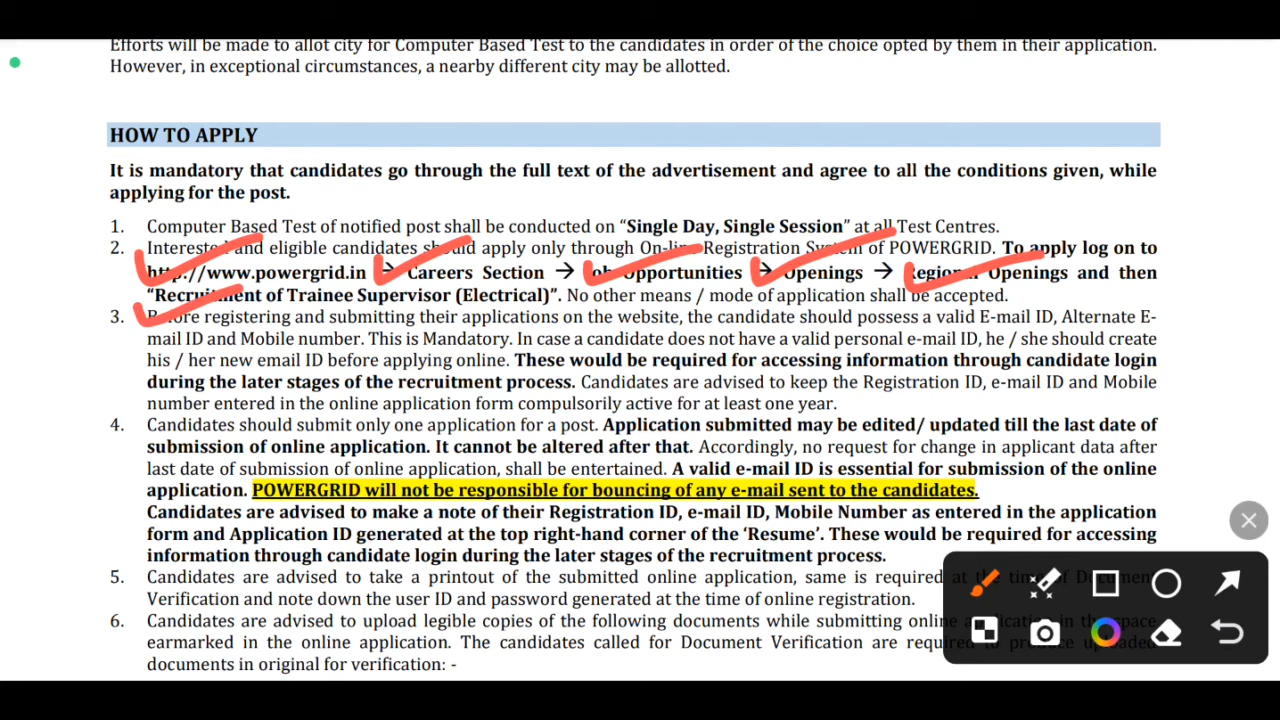 Efforts will be made to allot city for Computer Based Test to the candidates in order of the choice opted by them in their application.
However, in exceptional circumstances, a nearby different city may be allotted.
HOW TO APPLY
It is mandatory that candidates go through the full text of the advertisement and agree to all the conditions given, while
applying for the post.
1. Computer Based Test of notified post shall be conducted on “Single Day, Single Session” at all Test Centres.
2. Interested and eligible candidates should apply only through On-line Registration System of POWERGRID. To apply log on to
http://www.powergrid.in → Careers Section → Job Opportunities → Openings → Regional Openings and then
“Recruitment of Trainee Supervisor (Electrical)”. No other means / mode of application shall be accepted.
3. Before registering and submitting their applications on the website, the candidate should possess a valid E-mail ID, Alternate E-
mail ID and Mobile number. This is Mandatory. In case a candidate does not have a valid personal e-mail ID, he / she should create
his / her new email ID before applying online. These would be required for accessing information through candidate login
during the later stages of the recruitment process. Candidates are advised to keep the Registration ID, e-mail ID and Mobile
number entered in the online application form compulsorily active for at least one year.
4. Candidates should submit only one application for a post. Application submitted may be edited/ updated till the last date of
submission of online application. It cannot be altered after that. Accordingly, no request for change in applicant data after
last date of submission of online application, shall be entertained. A valid e-mail ID is essential for submission of the online
application. POWERGRID will not be responsible for bouncing of any e-mail sent to the candidates.
Candidates are advised to make a note of their Registration ID, e-mail ID, Mobile Number as entered in the application
form and Application ID generated at the top right-hand corner of the ‘Resume’. These would be required for accessing
information through candidate login during the later stages of the recruitment process.
5. Candidates are advised to take a printout of the submitted online application, same is required at the time of Document
Verification and note down the user ID and password generated at the time of online registration.
6. Candidates are advised to upload legible copies of the following documents while submitting online application in the space
earmarked in the online application. The candidates called for Document Verification are required to produce uploaded
documents in original for verification: -